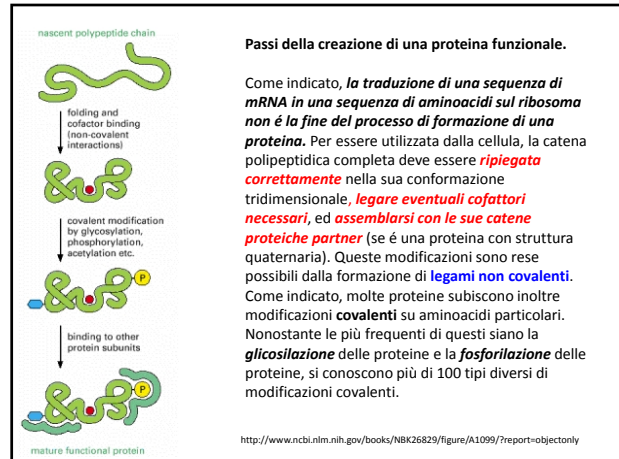 nascent polypeptide chain
folding and
cofactor binding
(non-covalent
interactions)
covalent modification
by glycosylation,
phosphorylation,
acetylation etc.
P
binding to other
protein subunits
P
mature functional protein
Passi della creazione di una proteina funzionale.
Come indicato, la traduzione di una sequenza di
mRNA in una sequenza di aminoacidi sul ribosoma
non é la fine del processo di formazione di una
proteina. Per essere utilizzata dalla cellula, la catena
polipeptidica completa deve essere ripiegata
correttamente nella sua conformazione
tridimensionale, legare eventuali cofattori
necessari, ed assemblarsi con le sue catene
proteiche partner (se é una proteina con struttura
quaternaria). Queste modificazioni sono rese
possibili dalla formazione di legami non covalenti.
Come indicato, molte proteine subiscono inoltre
modificazioni covalenti su aminoacidi particolari.
Nonostante le più frequenti di questi siano la
glicosilazione delle proteine e la fosforilazione delle
proteine, si conoscono più di 100 tipi diversi di
modificazioni covalenti.
http://www.ncbi.nlm.nih.gov/books/NBK26829/figure/A1099/?report=objectonly